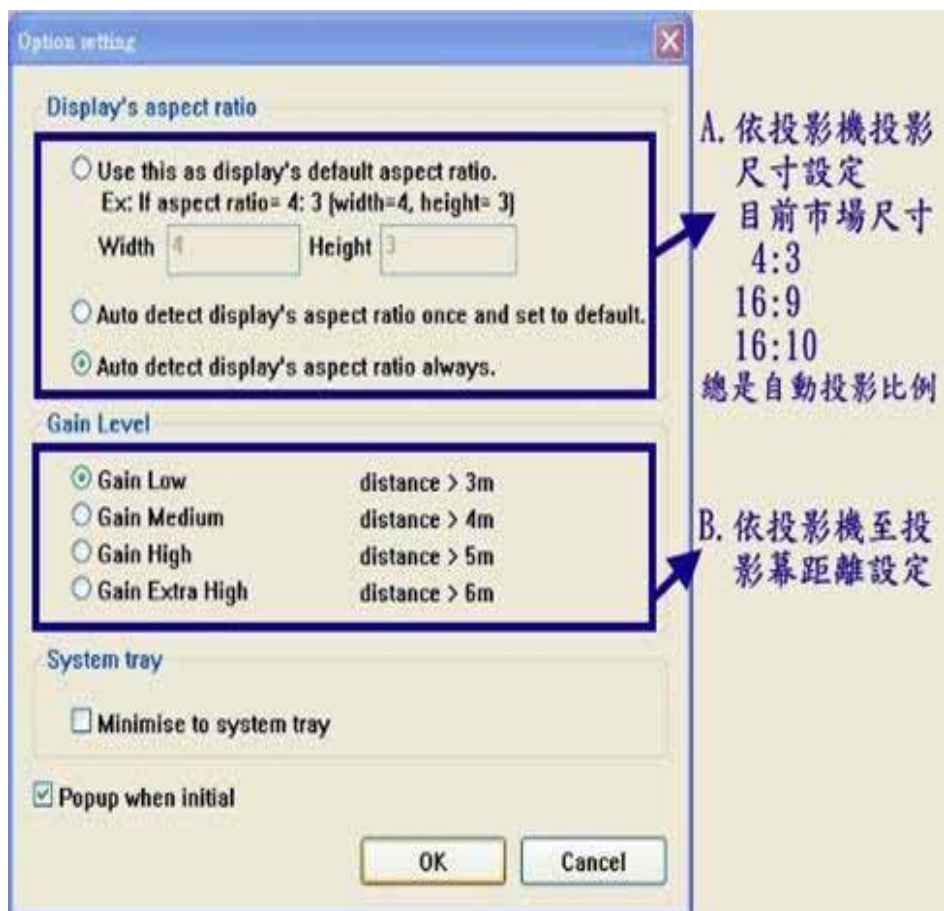 Option setting
Display's aspect ratio
Use this as display's default aspect ratio.
Ex: If aspect ratio= 4: 3 (width=4, height= 3)
Width 4 Height 3
Auto detect display's aspect ratio once and set to default.
Auto detect display's aspect ratio always.
Gain Level
Gain Low distance > 3m
Gain Medium distance > 4m
Gain High distance > 5m
Gain Extra High distance > 6m
System tray
Minimise to system tray
Popup when initial
OK Cancel
A. 依投影機投影
尺寸設定
目前市場尺寸
4:3
16:9
16:10
總是自動投影比例
B. 依投影機至投
影幕距離設定